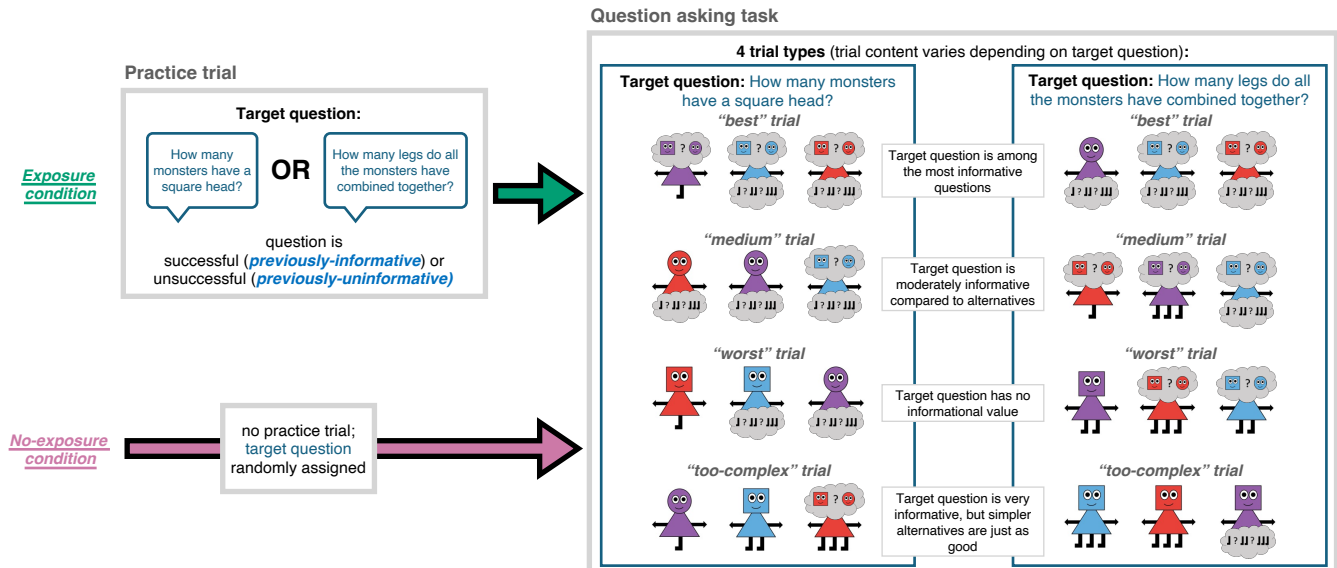 Question asking task
4 trial types (trial content varies depending on target question):
Practice trial
Target question:
How many
monsters have a
square head?
OR
How many legs do all
the monsters have
combined together?
question is
successful (previously-informative) or
unsuccessful (previously-uninformative)
Exposure
condition
No-exposure
condition
no practice trial;
target question
randomly assigned
Target question: How many monsters
have a square head?
"best" trial
? 
? 
? 
? ?
? ?
"medium" trial
? 
? ?
? ?
? ?
"worst" trial
? ?
? ?
"too-complex" trial
?
Target question is among
the most informative
questions
Target question is
moderately informative
compared to alternatives
Target question has no
informational value
Target question is very
informative, but simpler
alternatives are just as
good
Target question: How many legs do all
the monsters have combined together?
"best" trial
? 
? 
? ?
? ?
? ?
"medium" trial
? 
? 
? 
? ?
"worst" trial
? 
? 
"too-complex" trial
? ?